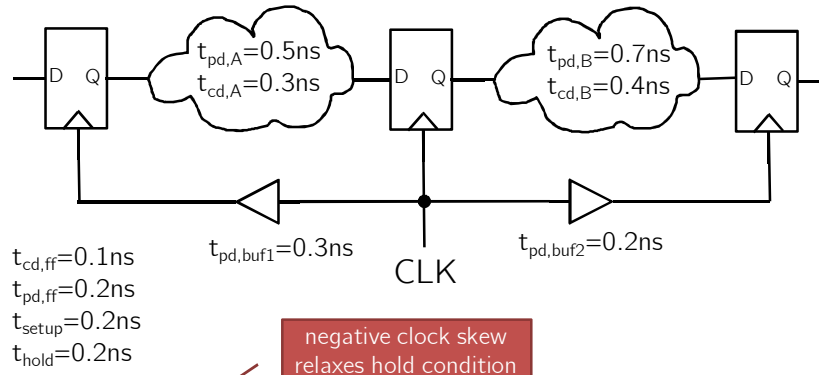 t_pd,A=0.5ns
t_cd,A=0.3ns
t_pd,B=0.7ns
t_cd,B=0.4ns
D Q
D Q
D Q
t_pd,buf1=0.3ns
t_pd,buf2=0.2ns
CLK
t_cd,ff=0.1ns
t_pd,ff=0.2ns
t_setup=0.2ns
t_hold=0.2ns
negative clock skew
relaxes hold condition